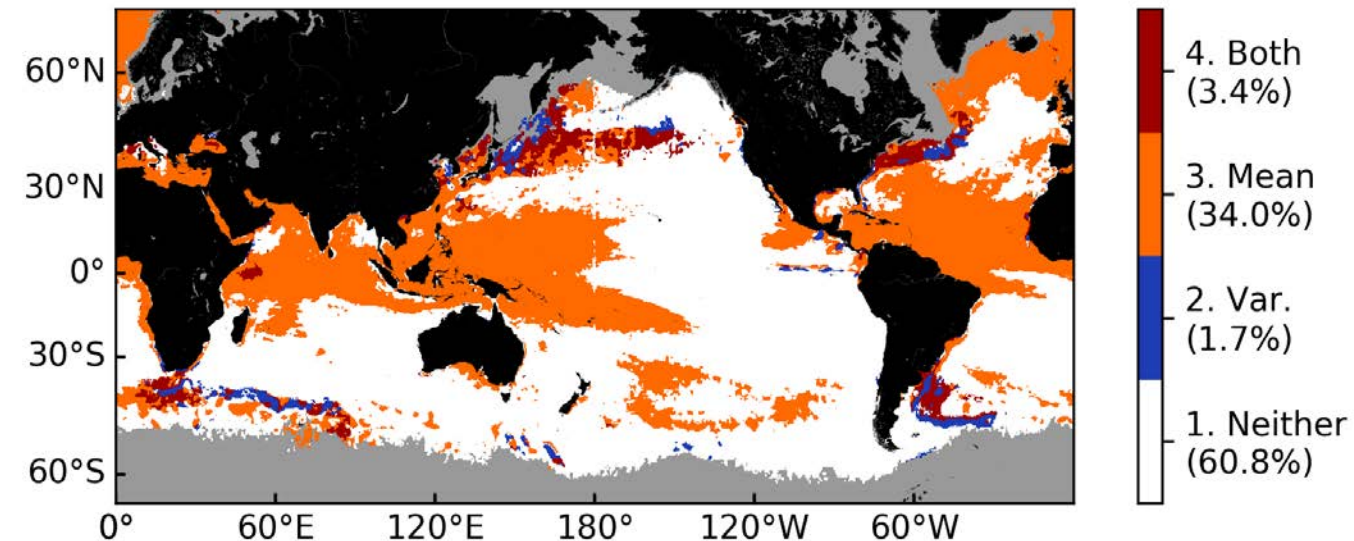 60°N
30°N
0°
30°S
60°S
0° 60°E 120°E 180° 120°W 60°W
4. Both
(3.4%)
3. Mean
(34.0%)
2. Var.
(1.7%)
1. Neither
(60.8%)